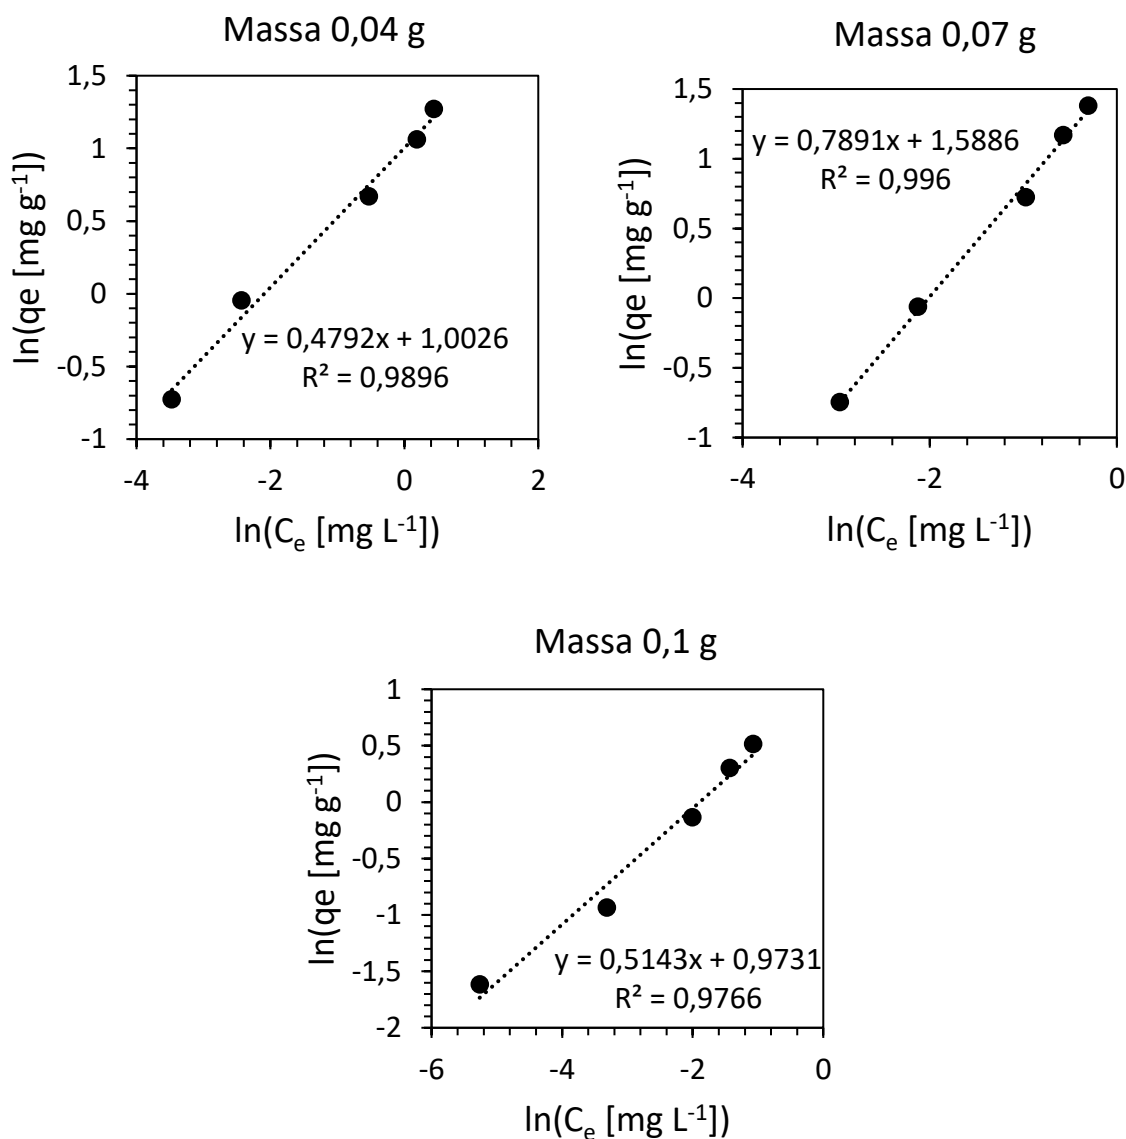 Massa 0,04 g
ln(qe [mg g⁻¹])
1,5
1
0,5
0
-0,5
-1
y = 0,4792x + 1,0026
R² = 0,9896
-4 -2 0 2
ln(Cₑ [mg L⁻¹])
Massa 0,07 g
ln(qe [mg g⁻¹])
1,5
1
0,5
0
-0,5
-1
y = 0,7891x + 1,5886
R² = 0,996
-4 -2 0
ln(Cₑ [mg L⁻¹])
Massa 0,1 g
ln(qe [mg g⁻¹])
1
0,5
0
-0,5
-1
-1,5
-2
y = 0,5143x + 0,9731
R² = 0,9766
-6 -4 -2 0
ln(Cₑ [mg L⁻¹])